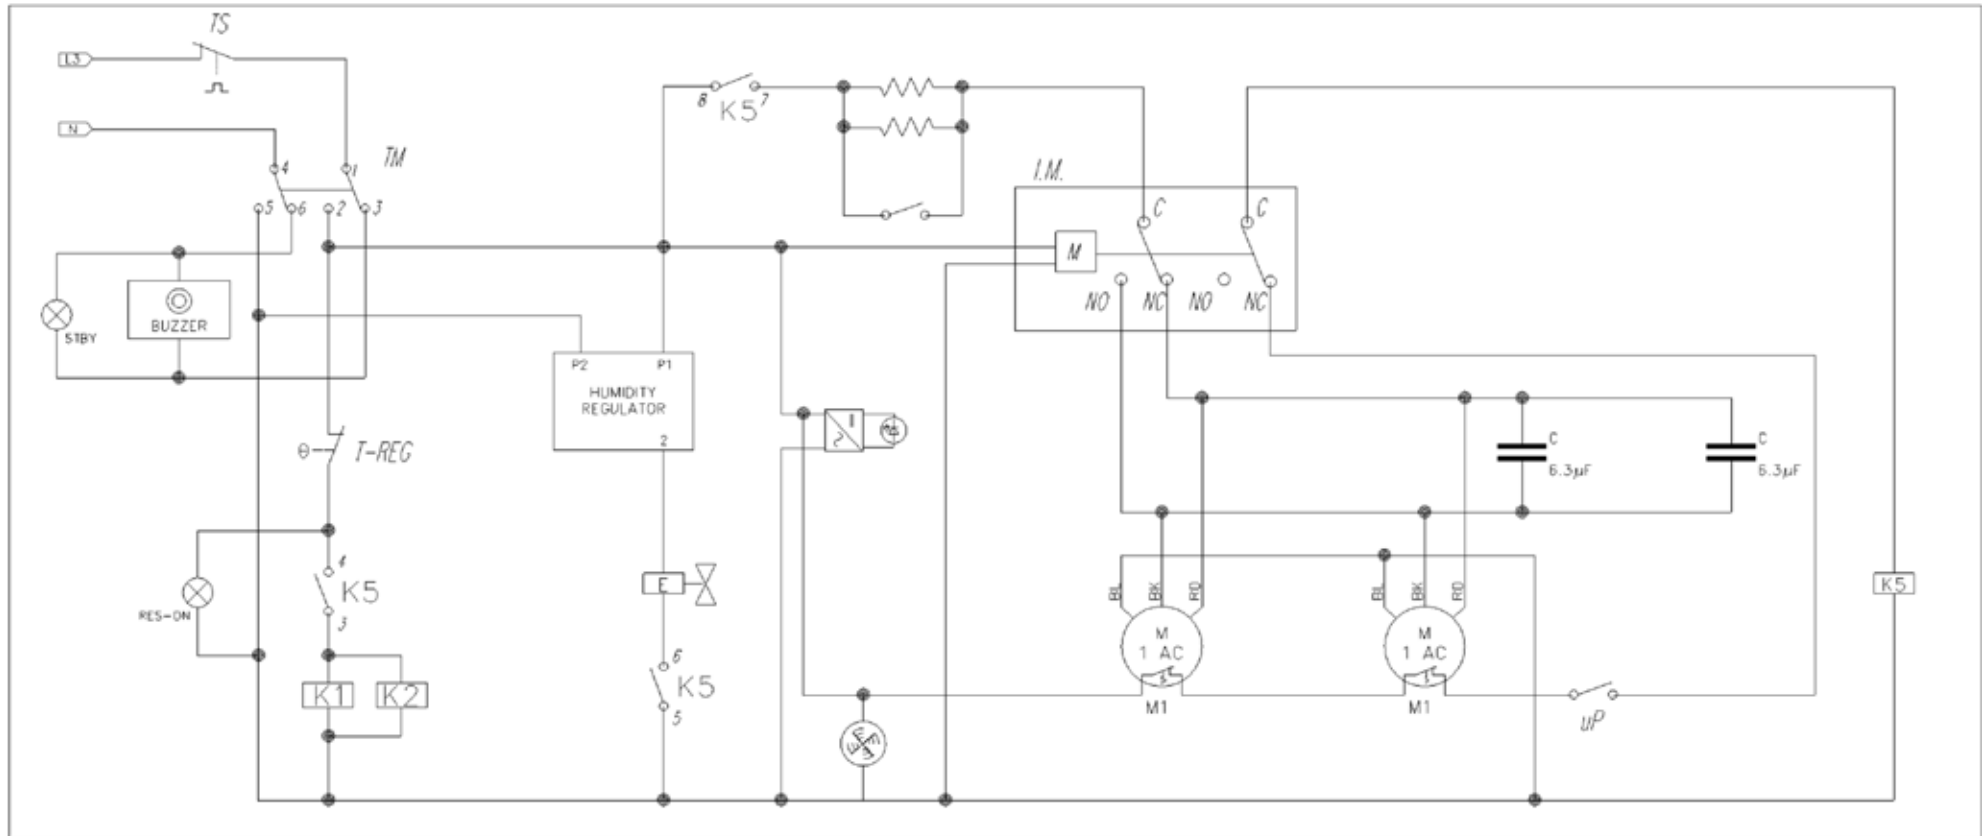 TS
L3
N
TM
4
1
5
6
2
3
STBY
BUZZER
T-REG
θ
RES-ON
4
K5
3
K1
K2
P2
P1
HUMIDITY
REGULATOR
2
E
6
K5
5
8
K5
7
I.M.
C
C
M
NO
NC
NO
NC
C
6.3µF
C
6.3µF
BL
BK
RD
BL
BK
RD
M
1 AC
M
1 AC
M1
M1
uP
K5